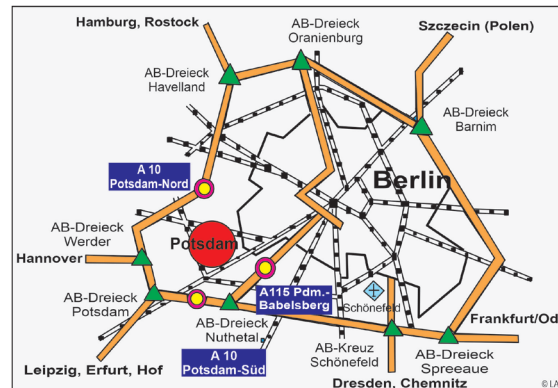 Hamburg, Rostock
Szczecin (Polen)
AB-Dreieck
Oranienburg
AB-Dreieck
Havelland
AB-Dreieck
Barnim
A 10
Potsdam-Nord
Berlin
AB-Dreieck
Werder
Potsdam
Hannover
AB-Dreieck
Potsdam
A115 Pdm.-
Babelsberg
Schönefeld
AB-Dreieck
Nuthetal
Frankfurt/Od
A 10
Potsdam-Süd
AB-Kreuz
Schönefeld
AB-Dreieck
Spreeaue
Leipzig, Erfurt, Hof
Dresden, Chemnitz